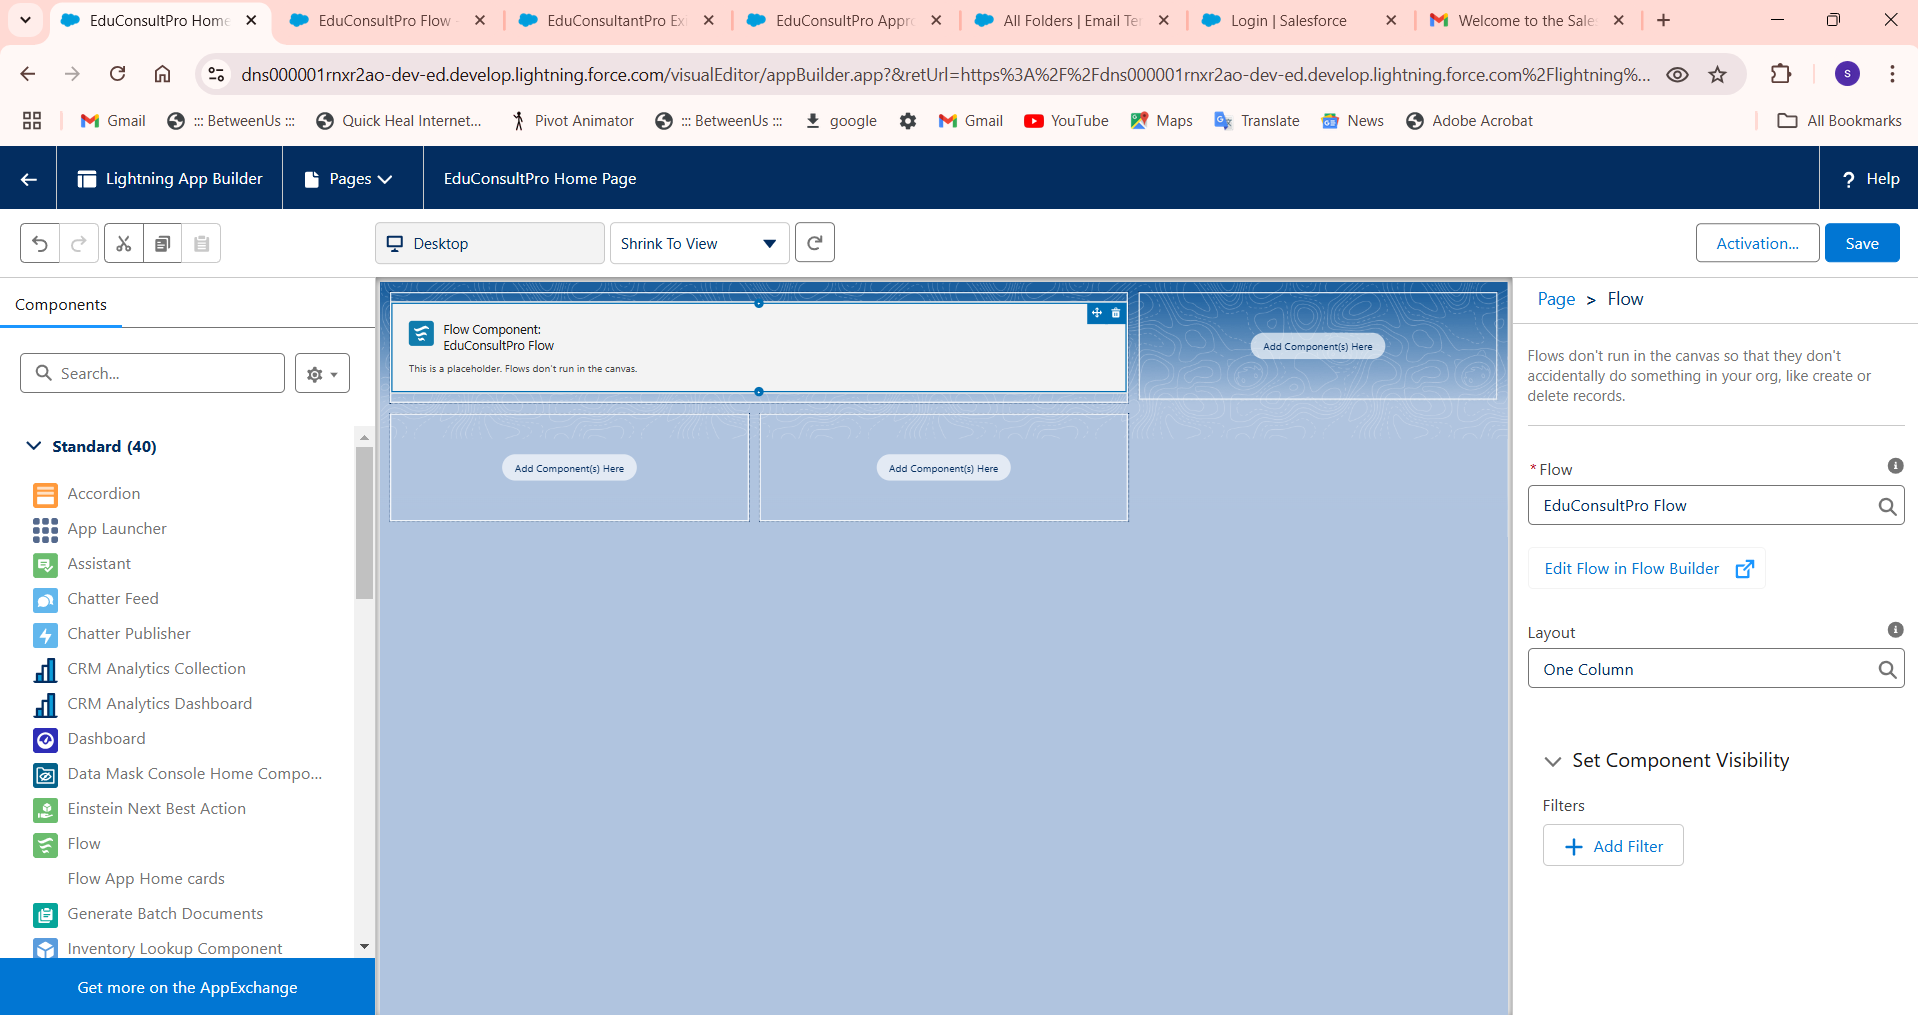 EduConsultPro Home
EduConsultPro Flow
EduConsultantPro Exi
EduConsultPro Appro
All Folders | Email Tem
Login | Salesforce
Welcome to the Sales
dns000001rnxr2ao-dev-ed.develop.lightning.force.com/visualEditor/appBuilder.app?&retUrl=https%3A%2F%2Fdns000001rnxr2ao-dev-ed.develop.lightning.force.com%2Flightning%...
s
Gmail
::: BetweenUs :::
Quick Heal Internet...
Pivot Animator
::: BetweenUs :::
google
Gmail
YouTube
Maps
Translate
News
Adobe Acrobat
All Bookmarks
Lightning App Builder
Pages
EduConsultPro Home Page
? Help
Desktop
Shrink To View
Activation...
Save
Components
Search...
Standard (40)
Accordion
App Launcher
Assistant
Chatter Feed
Chatter Publisher
CRM Analytics Collection
CRM Analytics Dashboard
Dashboard
Data Mask Console Home Compo...
Einstein Next Best Action
Flow
Flow App Home cards
Generate Batch Documents
Inventory Lookup Component
Get more on the AppExchange
Flow Component:
EduConsultPro Flow
This is a placeholder. Flows don't run in the canvas.
Add Component(s) Here
Add Component(s) Here
Add Component(s) Here
Page > Flow
Flows don't run in the canvas so that they don't
accidentally do something in your org, like create or
delete records.
* Flow
EduConsultPro Flow
Edit Flow in Flow Builder
Layout
One Column
Set Component Visibility
Filters
+ Add Filter